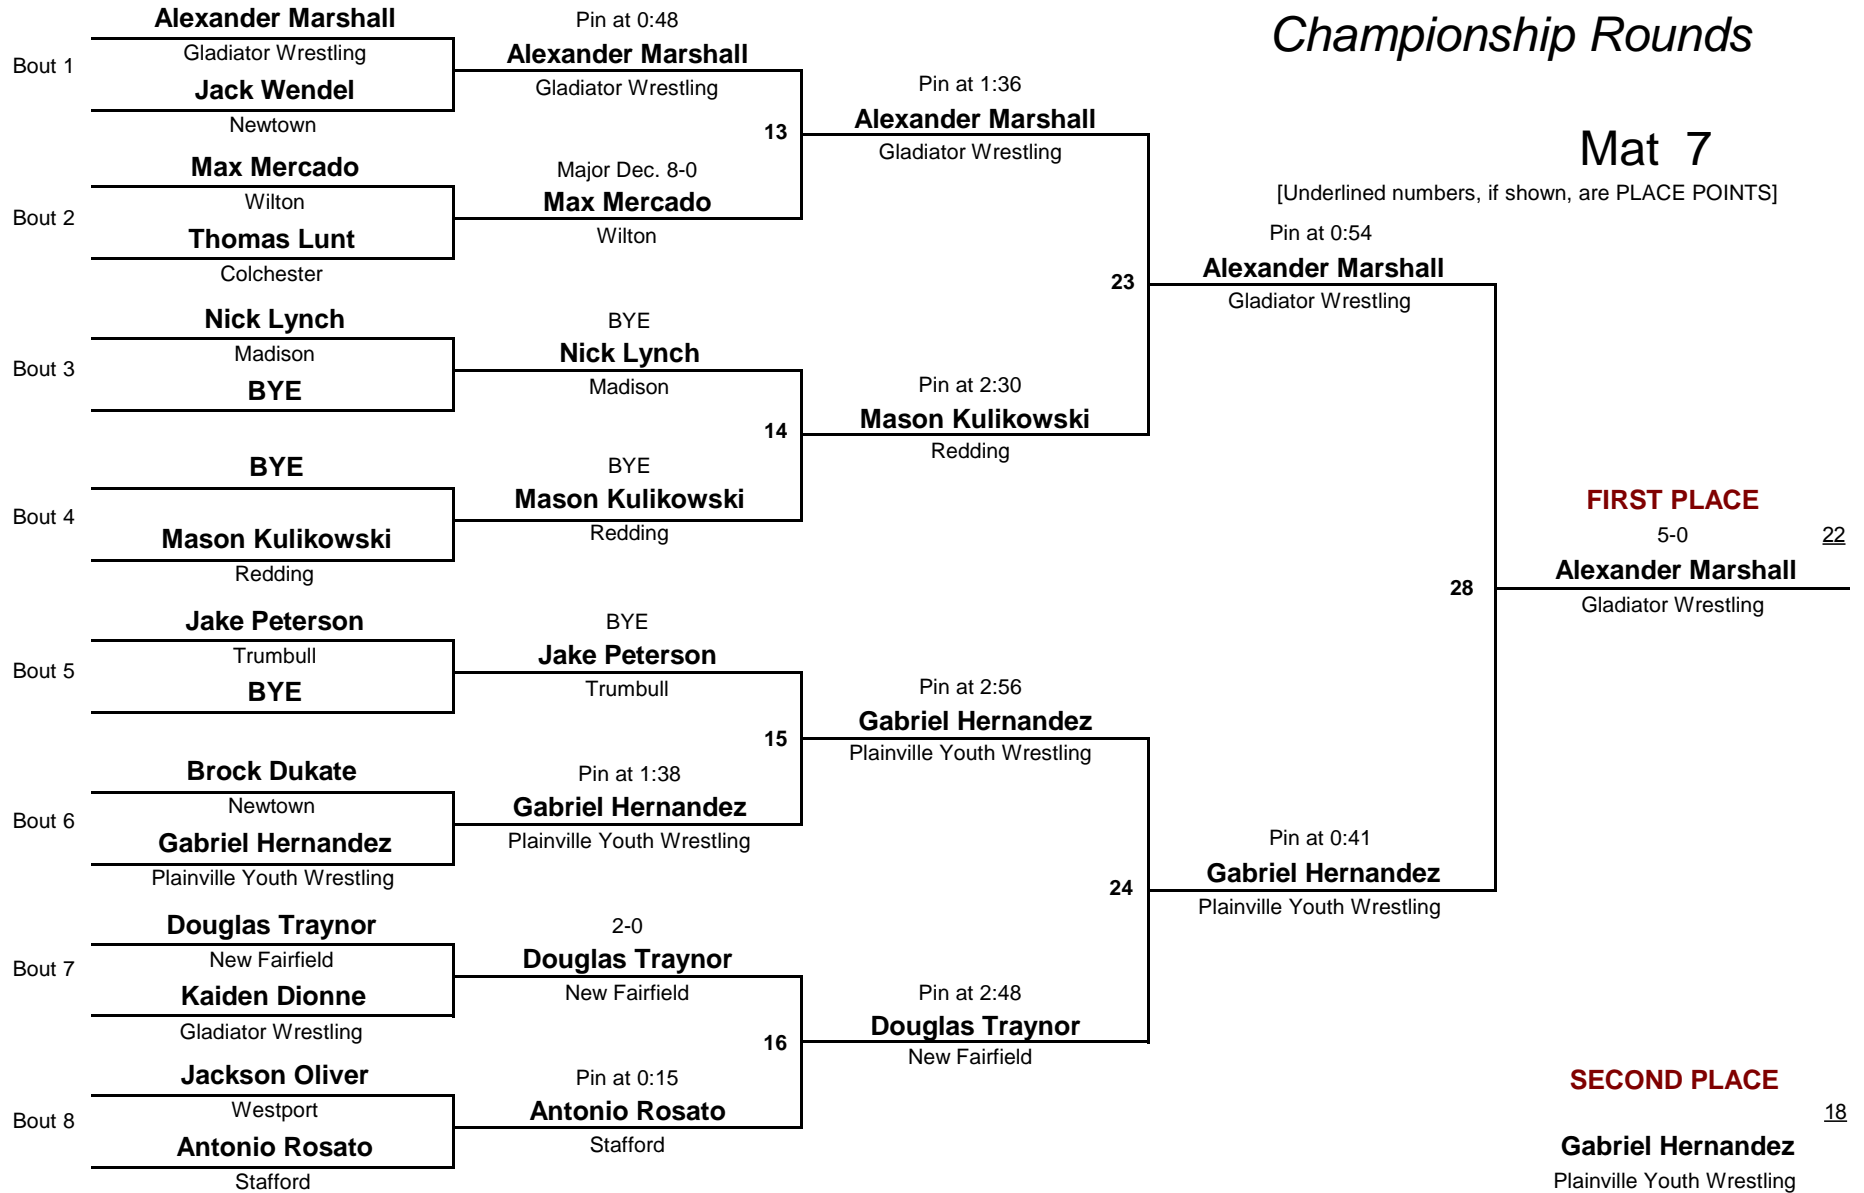 Championship Rounds
Mat 7
[Underlined numbers, if shown, are PLACE POINTS]
Bout 1
Alexander Marshall
Gladiator Wrestling
Jack Wendel
Newtown
Bout 2
Max Mercado
Wilton
Thomas Lunt
Colchester
Bout 3
Nick Lynch
Madison
BYE
Bout 4
BYE
Mason Kulikowski
Redding
Bout 5
Jake Peterson
Trumbull
BYE
Bout 6
Brock Dukate
Newtown
Gabriel Hernandez
Plainville Youth Wrestling
Bout 7
Douglas Traynor
New Fairfield
Kaiden Dionne
Gladiator Wrestling
Bout 8
Jackson Oliver
Westport
Antonio Rosato
Stafford
Pin at 0:48
Alexander Marshall
Gladiator Wrestling
13
Major Dec. 8-0
Max Mercado
Wilton
BYE
Nick Lynch
Madison
14
BYE
Mason Kulikowski
Redding
BYE
Jake Peterson
Trumbull
15
Pin at 1:38
Gabriel Hernandez
Plainville Youth Wrestling
2-0
Douglas Traynor
New Fairfield
16
Pin at 0:15
Antonio Rosato
Stafford
Pin at 1:36
Alexander Marshall
Gladiator Wrestling
23
Pin at 2:30
Mason Kulikowski
Redding
Pin at 2:56
Gabriel Hernandez
Plainville Youth Wrestling
24
Pin at 2:48
Douglas Traynor
New Fairfield
Pin at 0:54
Alexander Marshall
Gladiator Wrestling
28
Pin at 0:41
Gabriel Hernandez
Plainville Youth Wrestling
FIRST PLACE
5-0 22
Alexander Marshall
Gladiator Wrestling
SECOND PLACE
18
Gabriel Hernandez
Plainville Youth Wrestling